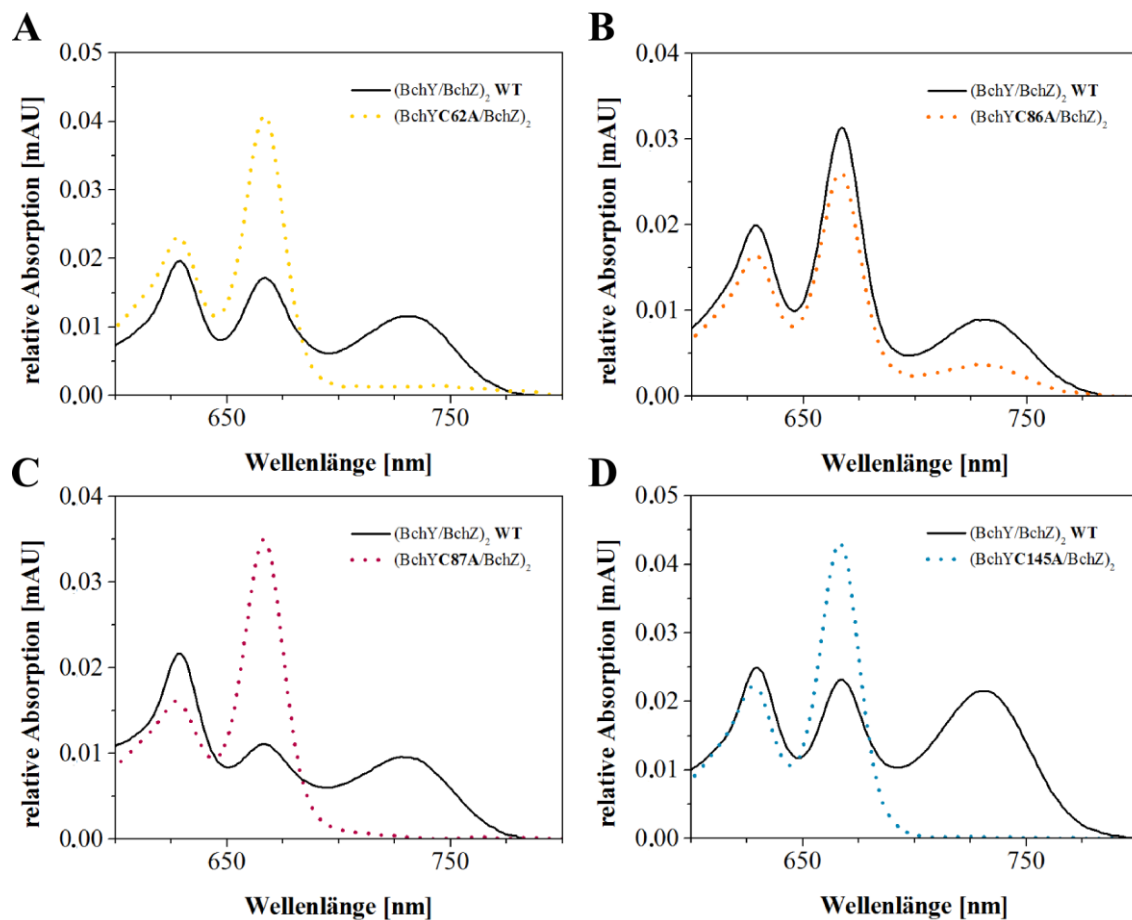 A
0.05
0.04
0.03
0.02
0.01
0.00
relative Absorption [mAU]
(BchY/BchZ)₂ WT
(BchYC62A/BchZ)₂
650
750
Wellenlänge [nm]
B
0.04
0.03
0.02
0.01
0.00
relative Absorption [mAU]
(BchY/BchZ)₂ WT
(BchYC86A/BchZ)₂
650
750
Wellenlänge [nm]
C
0.04
0.03
0.02
0.01
0.00
relative Absorption [mAU]
(BchY/BchZ)₂ WT
(BchYC87A/BchZ)₂
650
750
Wellenlänge [nm]
D
0.05
0.04
0.03
0.02
0.01
0.00
relative Absorption [mAU]
(BchY/BchZ)₂ WT
(BchYC145A/BchZ)₂
650
750
Wellenlänge [nm]